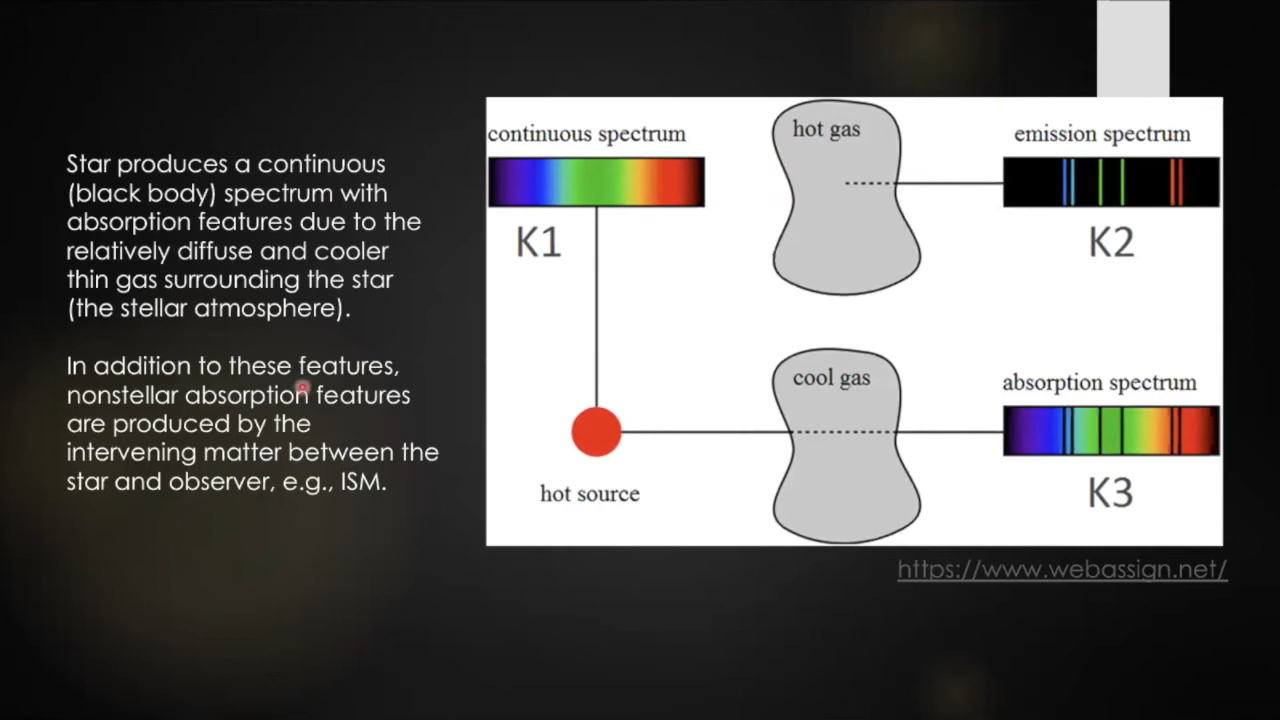 Star produces a continuous
(black body) spectrum with
absorption features due to the
relatively diffuse and cooler
thin gas surrounding the star
(the stellar atmosphere).
In addition to these features,
nonstellar absorption features
are produced by the
intervening matter between the
star and observer, e.g., ISM.
continuous spectrum
K1
hot gas
emission spectrum
K2
hot source
cool gas
absorption spectrum
K3
https://www.webassign.net/